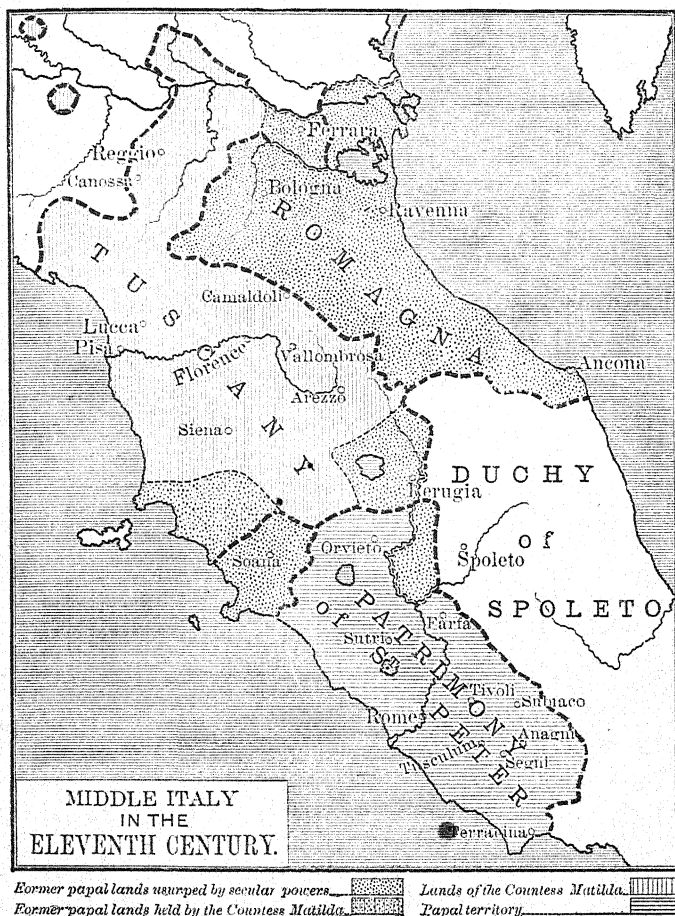 Ferrara
Reggio
Canossa
Bologna
ROMAGNA
Ravenna
TUSCANY
Camaldoli
Lucca
Pisa
Florence
Vallombrosa
Ancona
Arezzo
Siena
DUCHY
of
SPOLETO
Perugia
Orvieto
Spoleto
Soana
PATRIMONY
of S.
PETER
Farfa
Sutri
Tivoli
Subiaco
Rome
Anagni
Tusculum
Segni
Terracina
MIDDLE ITALY
IN THE
ELEVENTH CENTURY.
Former papal lands usurped by secular powers
Lands of the Countess Matilda
Former papal lands held by the Countess Matilda
Papal territory